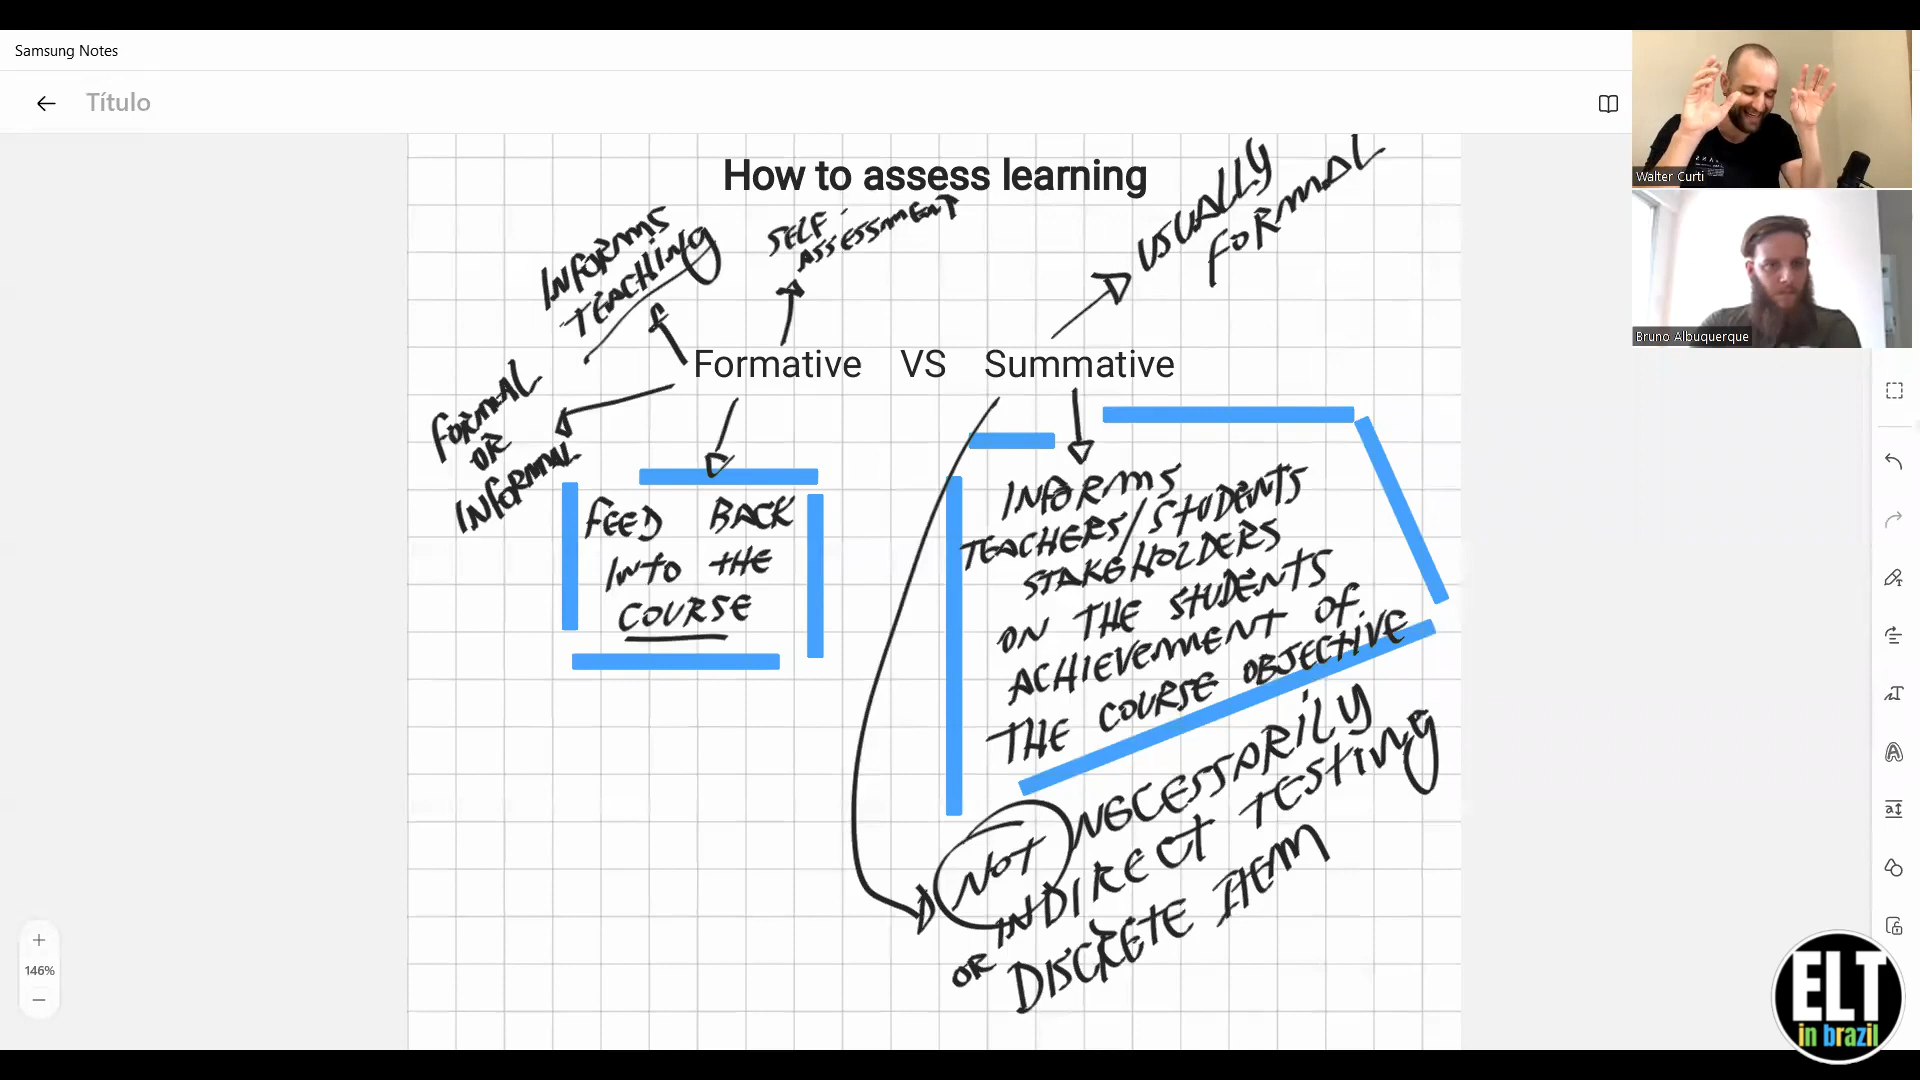 Samsung Notes
Título
How to assess learning
INFORMS
TEACHING
SELF-
ASSESSMENT
USUALLY
FORMAL
Formative VS Summative
FORMAL
OR
INFORMAL
FEED BACK
INTO THE
COURSE
INFORMS
TEACHERS/STUDENTS
STAKEHOLDERS
ON THE STUDENTS
ACHIEVEMENT OF
THE COURSE OBJECTIVE
NOT NECESSARILY
INDIRECT TESTING
OR DISCRETE ITEM
Walter Curti
Bruno Albuquerque
146%
ELT
in brazil